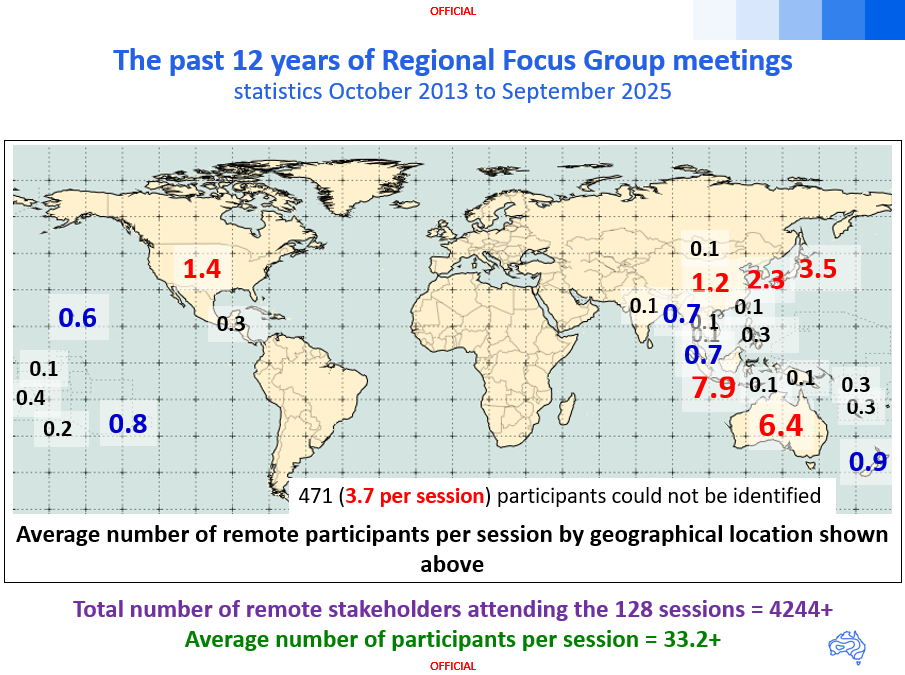 OFFICIAL
The past 12 years of Regional Focus Group meetings
statistics October 2013 to September 2025
0.1
1.4
1.2
2.3
3.5
0.6
0.3
0.1
0.7
0.1
0.1
0.1
0.3
0.7
0.1
0.4
7.9
0.1
0.1
0.3
0.3
0.2
0.8
6.4
0.9
471 (3.7 per session) participants could not be identified
Average number of remote participants per session by geographical location shown
above
Total number of remote stakeholders attending the 128 sessions = 4244+
Average number of participants per session = 33.2+
OFFICIAL